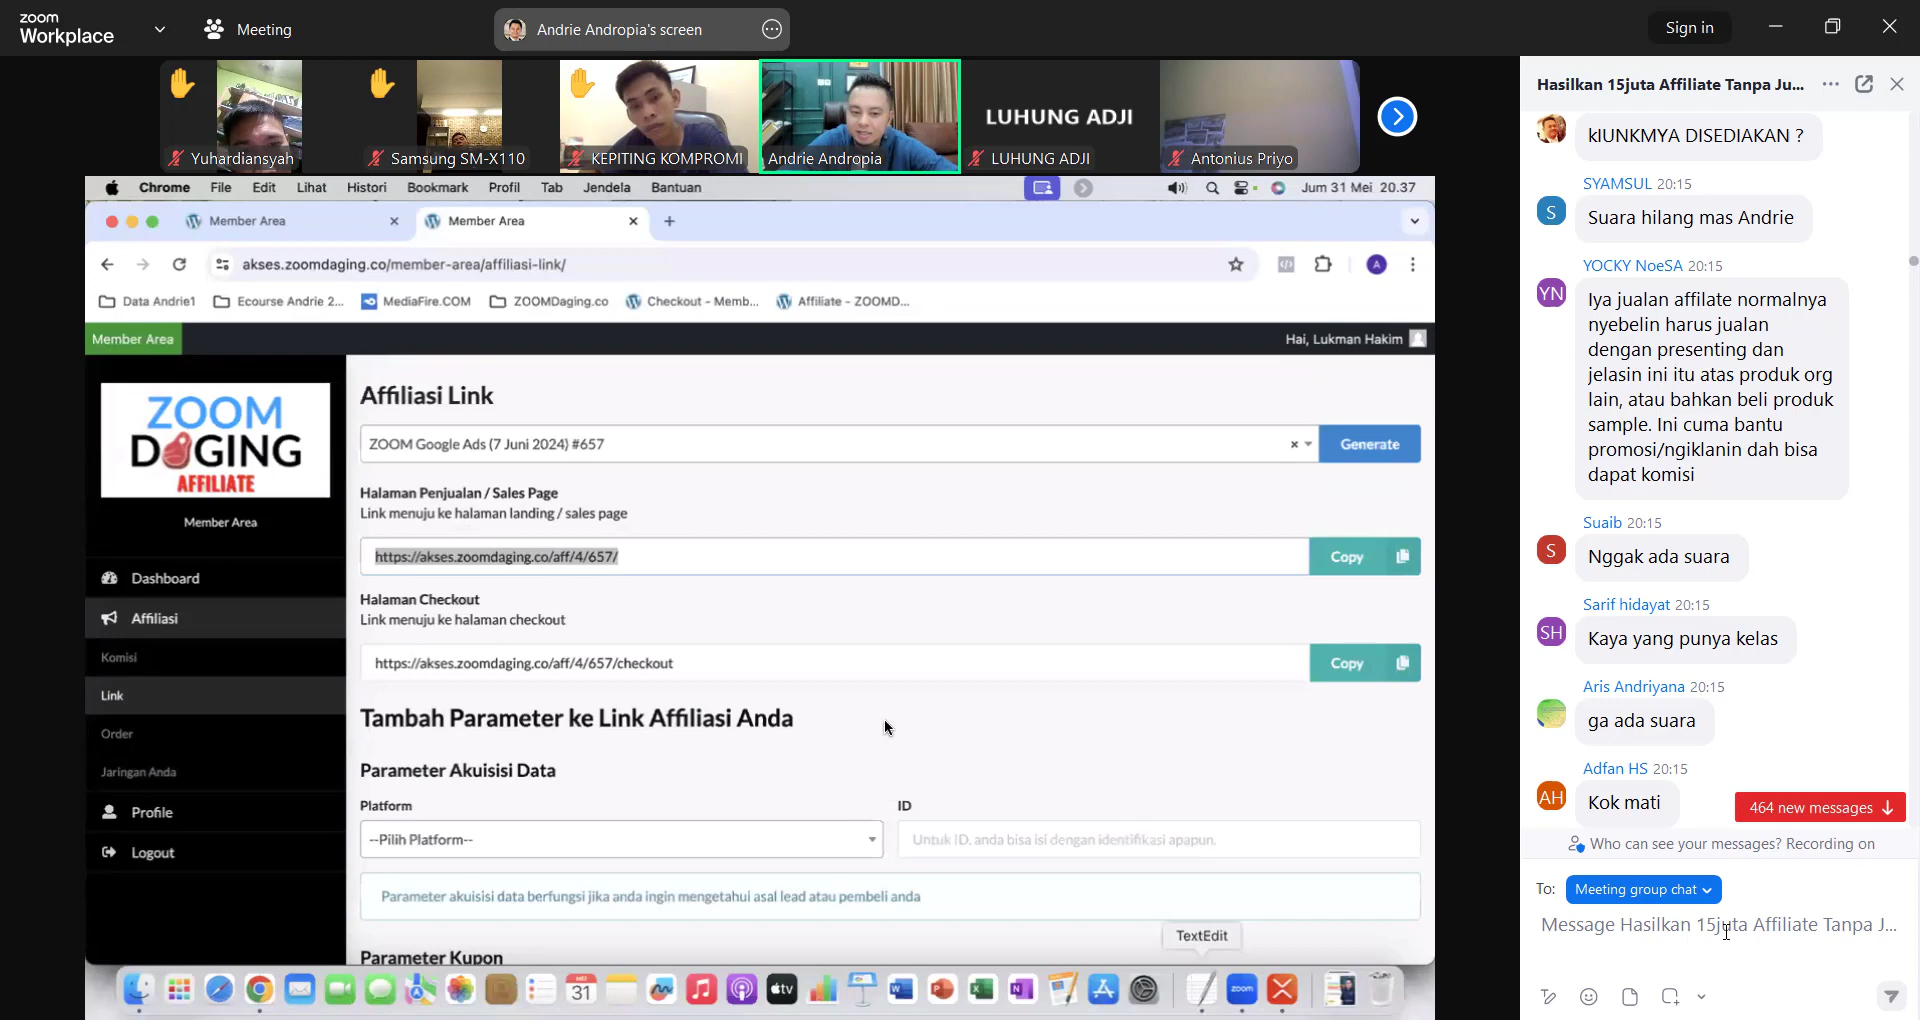 zoom
Workplace
Meeting
Andrie Andropia's screen
Sign in
Yuhardiansyah
Samsung SM-X110
KEPITING KOMPROMI
Andrie Andropia
LUHUNG ADJI
LUHUNG ADJI
Antonius Priyo
Chrome File Edit Lihat Histori Bookmark Profil Tab Jendela Bantuan
Jum 31 Mei 20.37
Member Area
Member Area
akses.zoomdaging.co/member-area/affiliasi-link/
A
Data Andrie1
Ecourse Andrie 2...
MediaFire.COM
ZOOMDaging.co
Checkout - Memb...
Affiliate - ZOOMD...
Member Area
Hai, Lukman Hakim
ZOOM
DAGING
AFFILIATE
Member Area
Dashboard
Affiliasi
Komisi
Link
Order
Jaringan Anda
Profile
Logout
Affiliasi Link
ZOOM Google Ads (7 Juni 2024) #657
Generate
Halaman Penjualan / Sales Page
Link menuju ke halaman landing / sales page
https://akses.zoomdaging.co/aff/4/657/
Copy
Halaman Checkout
Link menuju ke halaman checkout
https://akses.zoomdaging.co/aff/4/657/checkout
Copy
Tambah Parameter ke Link Affiliasi Anda
Parameter Akuisisi Data
Platform
ID
--Pilih Platform--
Untuk ID, anda bisa isi dengan identifikasi apapun.
Parameter akuisisi data berfungsi jika anda ingin mengetahui asal lead atau pembeli anda
Parameter Kupon
TextEdit
MEI
31
tv
zoom
Hasilkan 15juta Affiliate Tanpa Ju...
kIUNKMYA DISEDIAKAN ?
SYAMSUL 20:15
S
Suara hilang mas Andrie
YOCKY NoeSA 20:15
YN
Iya jualan affilate normalnya
nyebelin harus jualan
dengan presenting dan
jelasin ini itu atas produk org
lain, atau bahkan beli produk
sample. Ini cuma bantu
promosi/ngiklanin dah bisa
dapat komisi
Suaib 20:15
S
Nggak ada suara
Sarif hidayat 20:15
SH
Kaya yang punya kelas
Aris Andriyana 20:15
ga ada suara
Adfan HS 20:15
AH
Kok mati
464 new messages
Who can see your messages? Recording on
To: Meeting group chat
Message Hasilkan 15juta Affiliate Tanpa J...